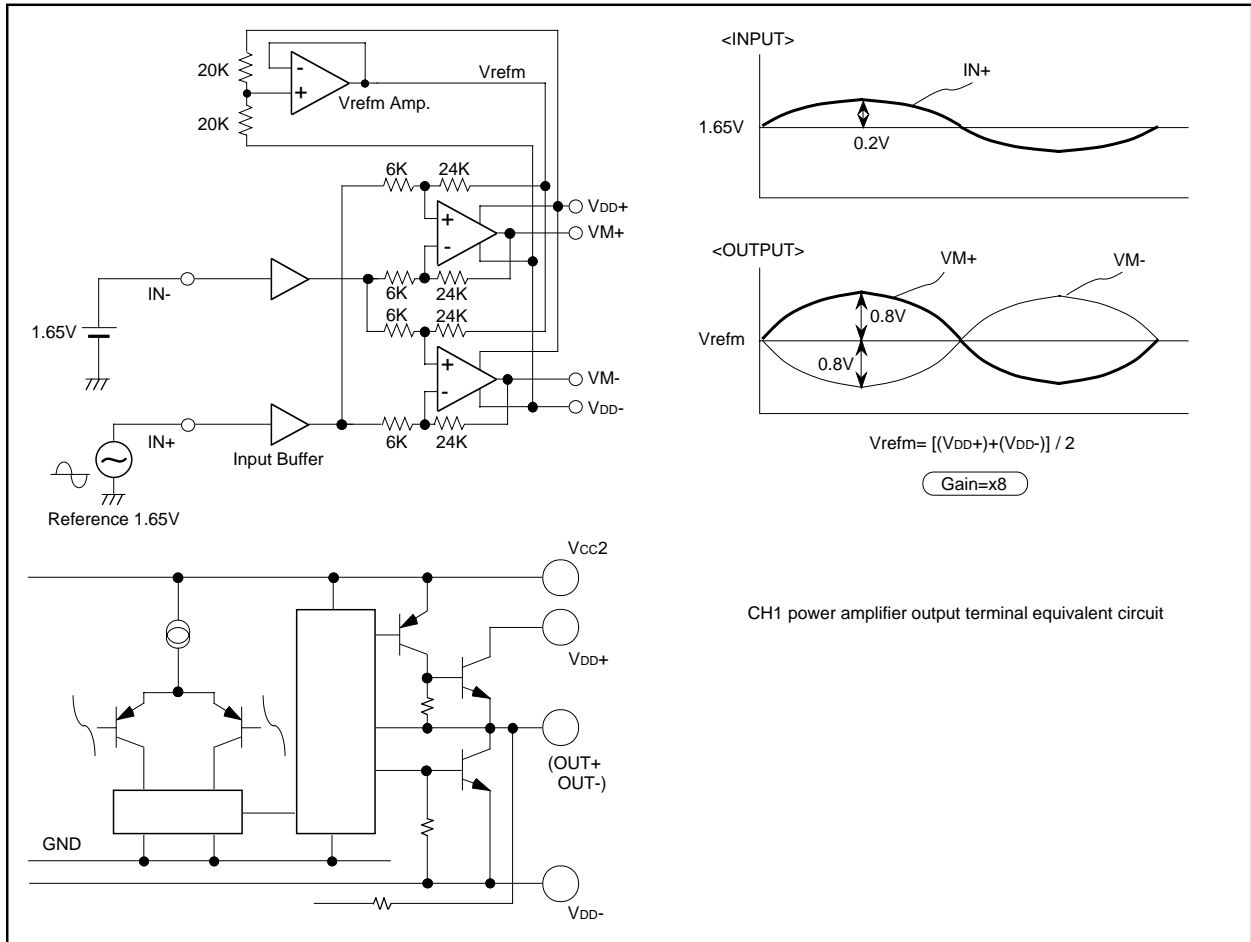 20K
20K
Vrefm
Vrefm Amp.
6K
24K
VDD+
VM+
IN-
6K
24K
6K
24K
1.65V
VM-
VDD-
IN+
6K
24K
Input Buffer
Reference 1.65V
<INPUT>
IN+
1.65V
0.2V
<OUTPUT>
VM+
VM-
0.8V
Vrefm
0.8V
Vrefm= [(VDD+)+(VDD-)] / 2
Gain=x8
VCC2
VDD+
(OUT+
OUT-)
GND
VDD-
CH1 power amplifier output terminal equivalent circuit